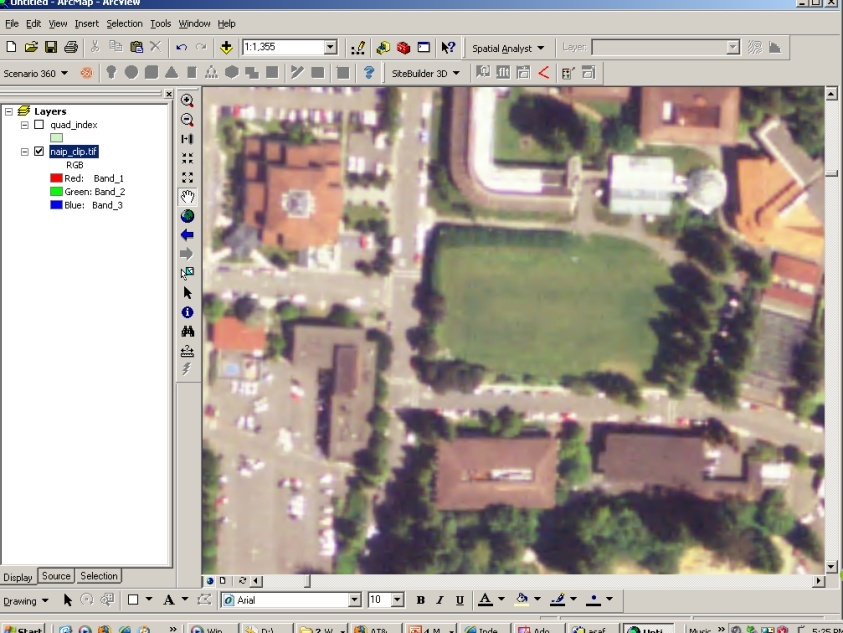 Untitled - ArcMap - ArcView
File Edit View Insert Selection Tools Window Help
1:1,355
Spatial Analyst
Layer:
Scenario 360
SiteBuilder 3D
Layers
quad_index
naip_clip.tif
RGB
Red: Band_1
Green: Band_2
Blue: Band_3
Display Source Selection
Drawing
A
Arial
10
B I U
A
Start
Win
D:\
2 W
AT&
4 M
Inde
Ado
Unti
Music
5:25 PM